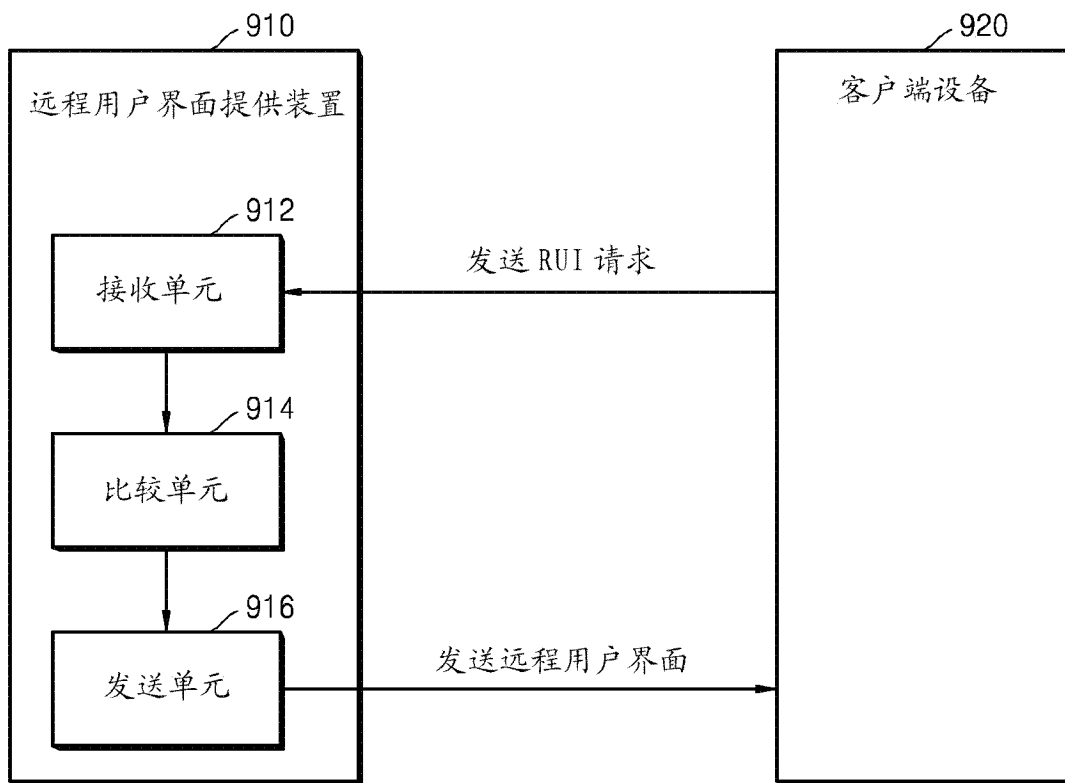 910
920
远程用户界面提供装置
客户端设备
912
接收单元
发送 RUI 请求
914
比较单元
916
发送单元
发送远程用户界面